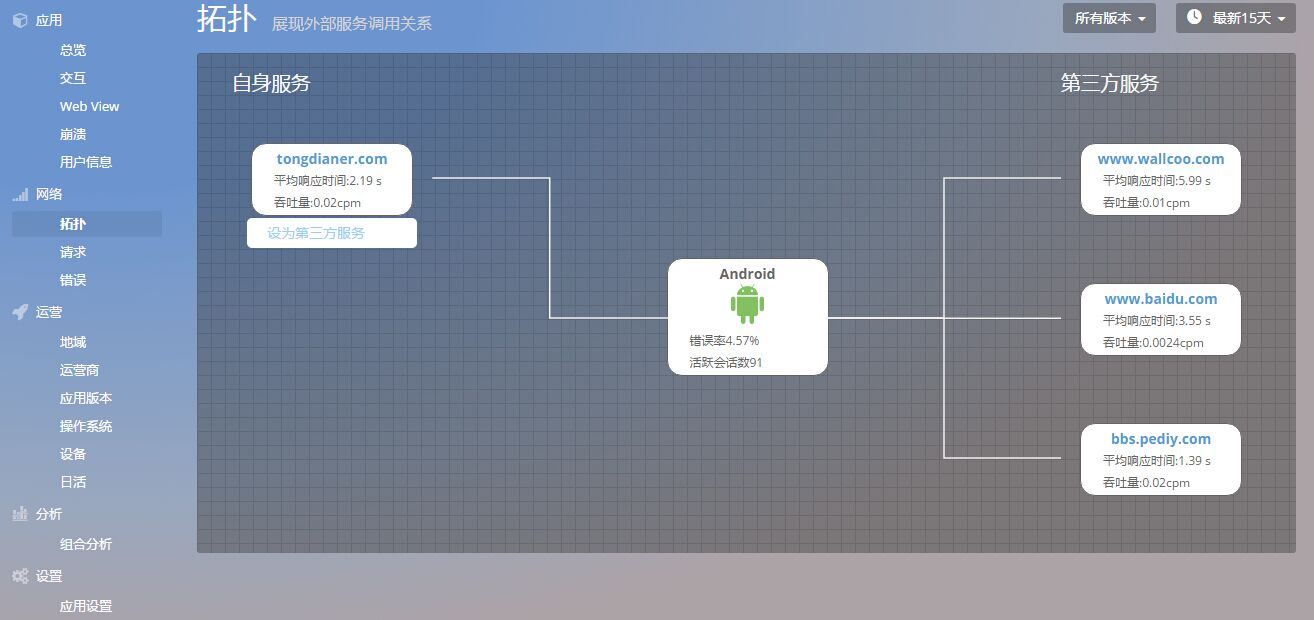 应用
总览
交互
Web View
崩溃
用户信息
网络
拓扑
请求
错误
运营
地域
运营商
应用版本
操作系统
设备
日活
分析
组合分析
设置
应用设置
拓扑 展现外部服务调用关系
所有版本
最新15天
自身服务
第三方服务
tongdianer.com
平均响应时间:2.19 s
吞吐量:0.02cpm
设为第三方服务
Android
错误率4.57%
活跃会话数91
www.wallcoo.com
平均响应时间:5.99 s
吞吐量:0.01cpm
www.baidu.com
平均响应时间:3.55 s
吞吐量:0.0024cpm
bbs.pediy.com
平均响应时间:1.39 s
吞吐量:0.02cpm